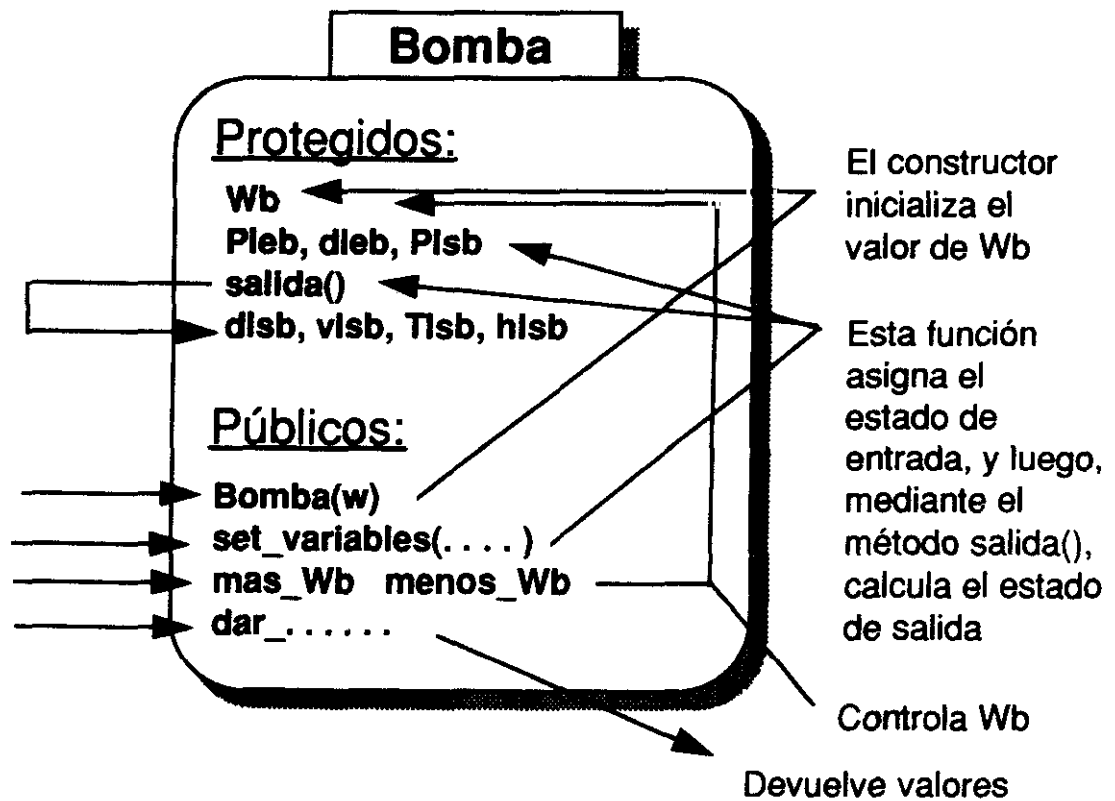 Bomba
Protegidos:
Wb
Pleb, dleb, Plsb
salida()
dlsb, vlsb, Tlsb, hlsb
Públicos:
Bomba(w)
set_variables(....)
mas_Wb menos_Wb
dar_......
El constructor
inicializa el
valor de Wb
Esta función
asigna el
estado de
entrada, y luego,
mediante el
método salida(),
calcula el estado
de salida
Controla Wb
Devuelve valores